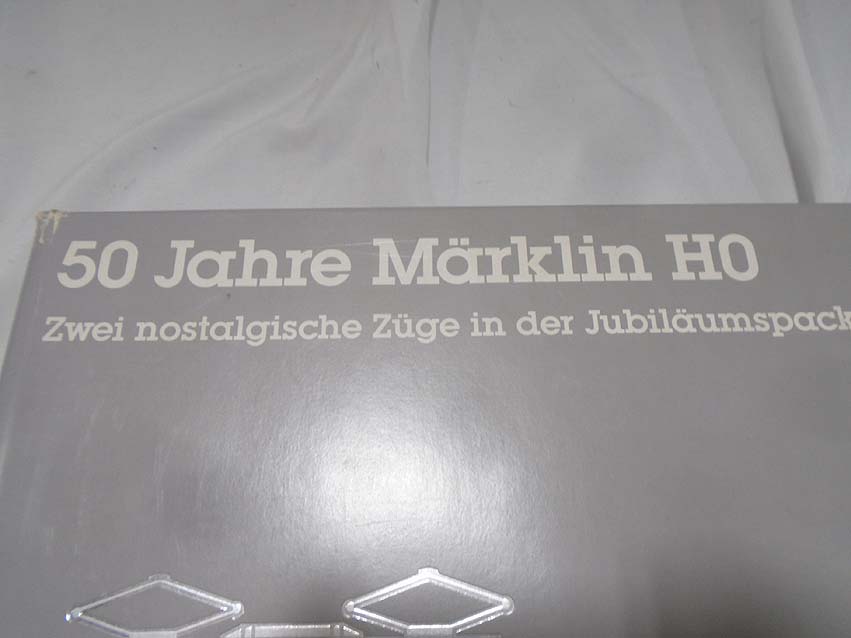 50 Jahre Märklin H0
Zwei nostalgische Züge in der Jubiläumspack